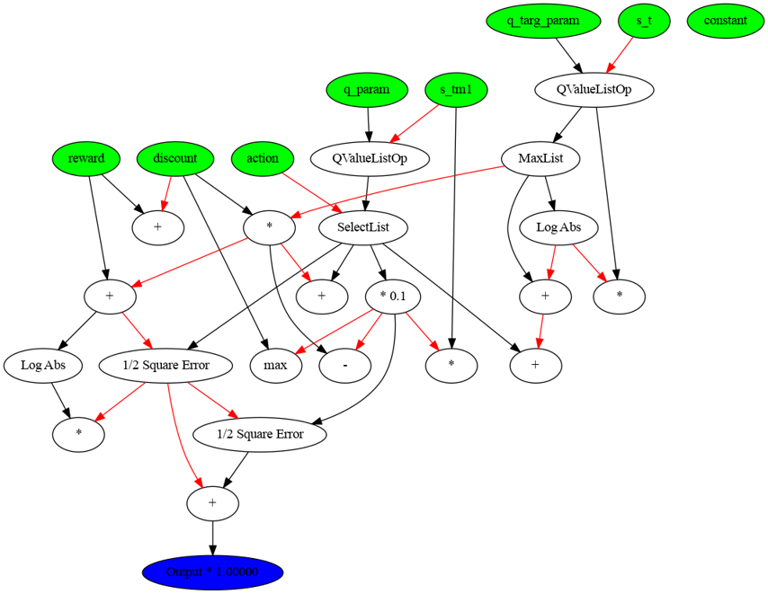 q_targ_param
s_t
constant
q_param
s_tm1
QValueListOp
reward
discount
action
QValueListOp
MaxList
+
*
SelectList
Log Abs
+
+
* 0.1
+
*
Log Abs
1/2 Square Error
max
-
*
+
*
1/2 Square Error
+
Output * 1.00000